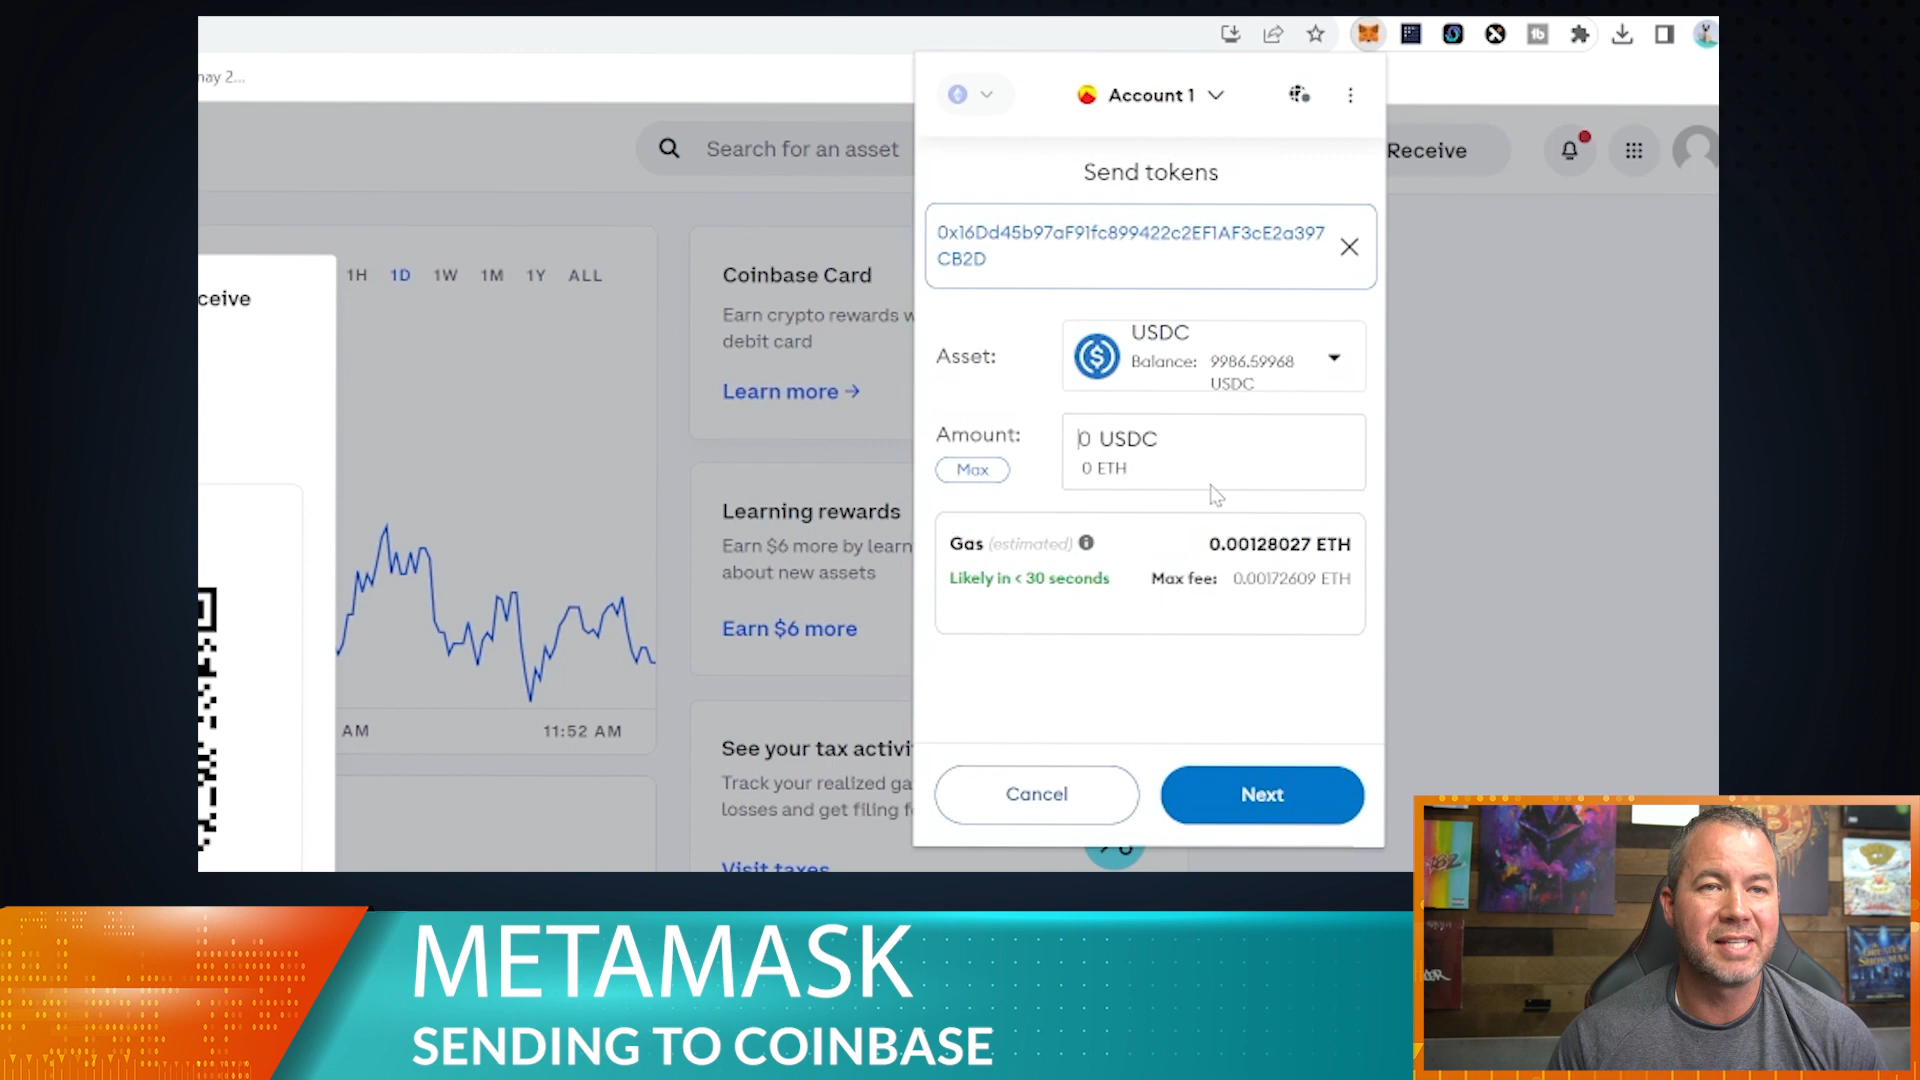 nay 2...
Account 1
Search for an asset
Receive
Send tokens
0x16Dd45b97aF91fc899422c2EF1AF3cE2a397
CB2D
ceive
1H 1D 1W 1M 1Y ALL
Coinbase Card
Earn crypto rewards w
debit card
Learn more →
Asset:
USDC
Balance: 9986.59968
USDC
Amount:
Max
0 USDC
0 ETH
Learning rewards
Earn $6 more by learn
about new assets
Earn $6 more
Gas (estimated)
0.00128027 ETH
Likely in < 30 seconds
Max fee: 0.00172609 ETH
AM
11:52 AM
See your tax activi
Track your realized ga
losses and get filing f
Visit taxes
Cancel
Next
METAMASK
SENDING TO COINBASE